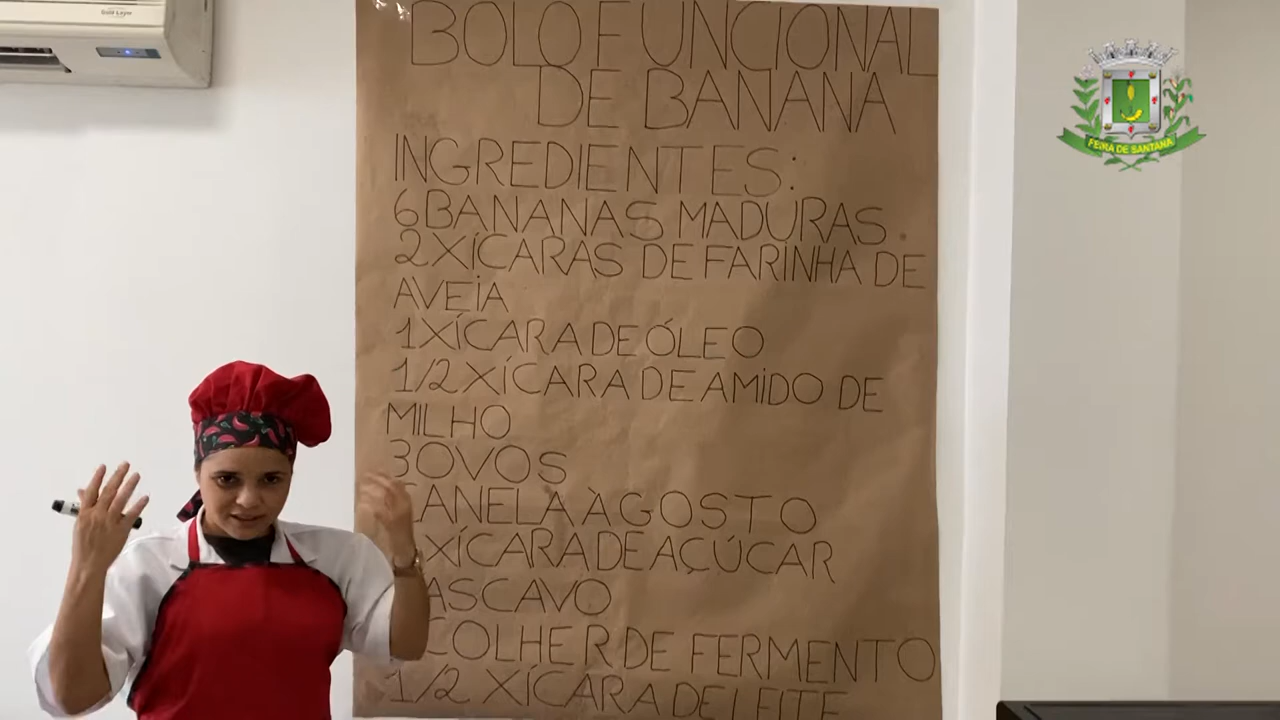 BOLO FUNCIONAL
DE BANANA
INGREDIENTES:
6 BANANAS MADURAS
2 XÍCARAS DE FARINHA DE
AVEIA
1 XÍCARA DE ÓLEO
1/2 XÍCARA DE AMIDO DE
MILHO
3 OVOS
CANELA À GOSTO
XÍCARA DE AÇÚCAR
ASCAVO
COLHER DE FERMENTO
1/2 XÍCARA DE LEITE
FEIRA DE SANTANA